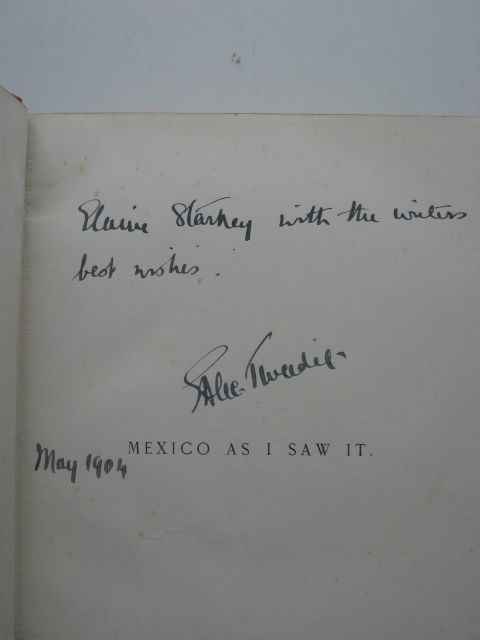 Elaine Starkey with the writers
best wishes.
E Alec-Tweedie-
MEXICO AS I SAW IT.
May 1904